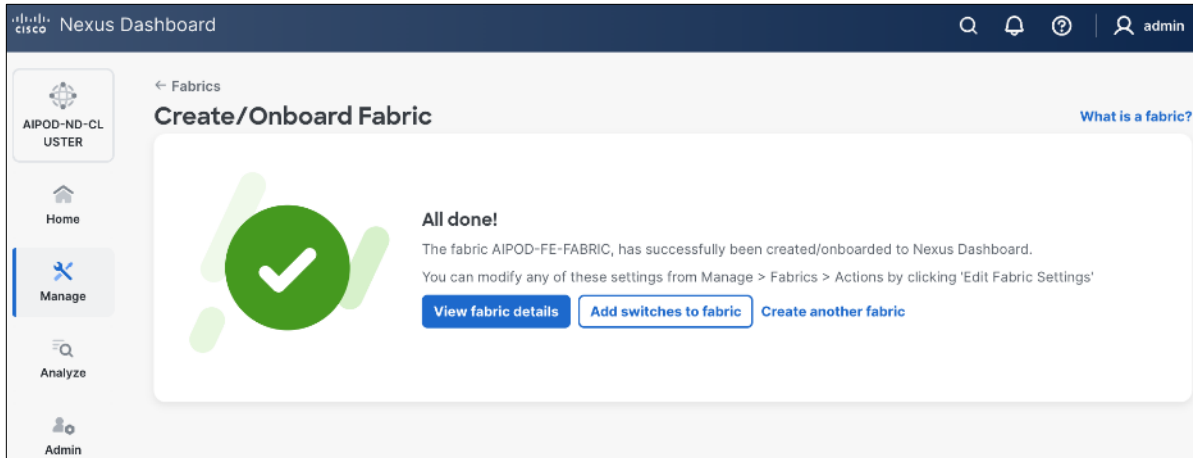 cisco Nexus Dashboard
admin
AIPOD-ND-CL
USTER
Home
Manage
Analyze
Admin
← Fabrics
Create/Onboard Fabric
What is a fabric?
All done!
The fabric AIPOD-FE-FABRIC, has successfully been created/onboarded to Nexus Dashboard.
You can modify any of these settings from Manage > Fabrics > Actions by clicking 'Edit Fabric Settings'
View fabric details Add switches to fabric Create another fabric